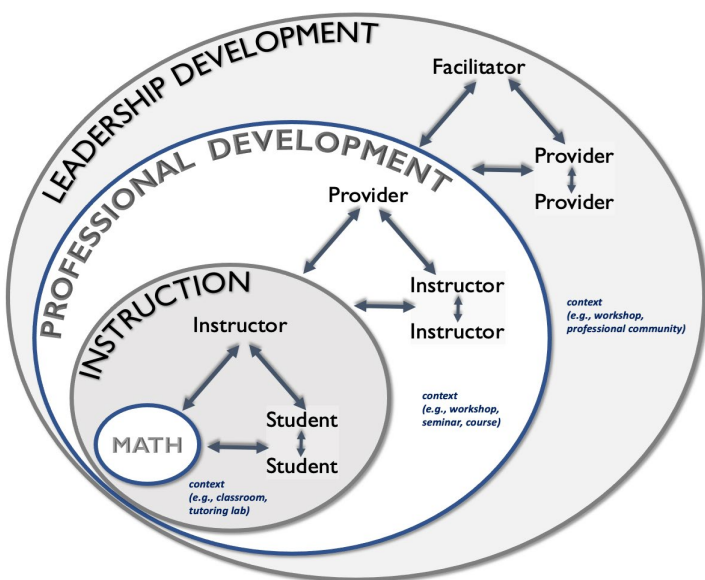 LEADERSHIP DEVELOPMENT
Facilitator
Provider
Provider
context
(e.g., workshop,
professional community)
PROFESSIONAL DEVELOPMENT
Provider
Instructor
Instructor
context
(e.g., workshop,
seminar, course)
INSTRUCTION
Instructor
MATH
Student
Student
context
(e.g., classroom,
tutoring lab)